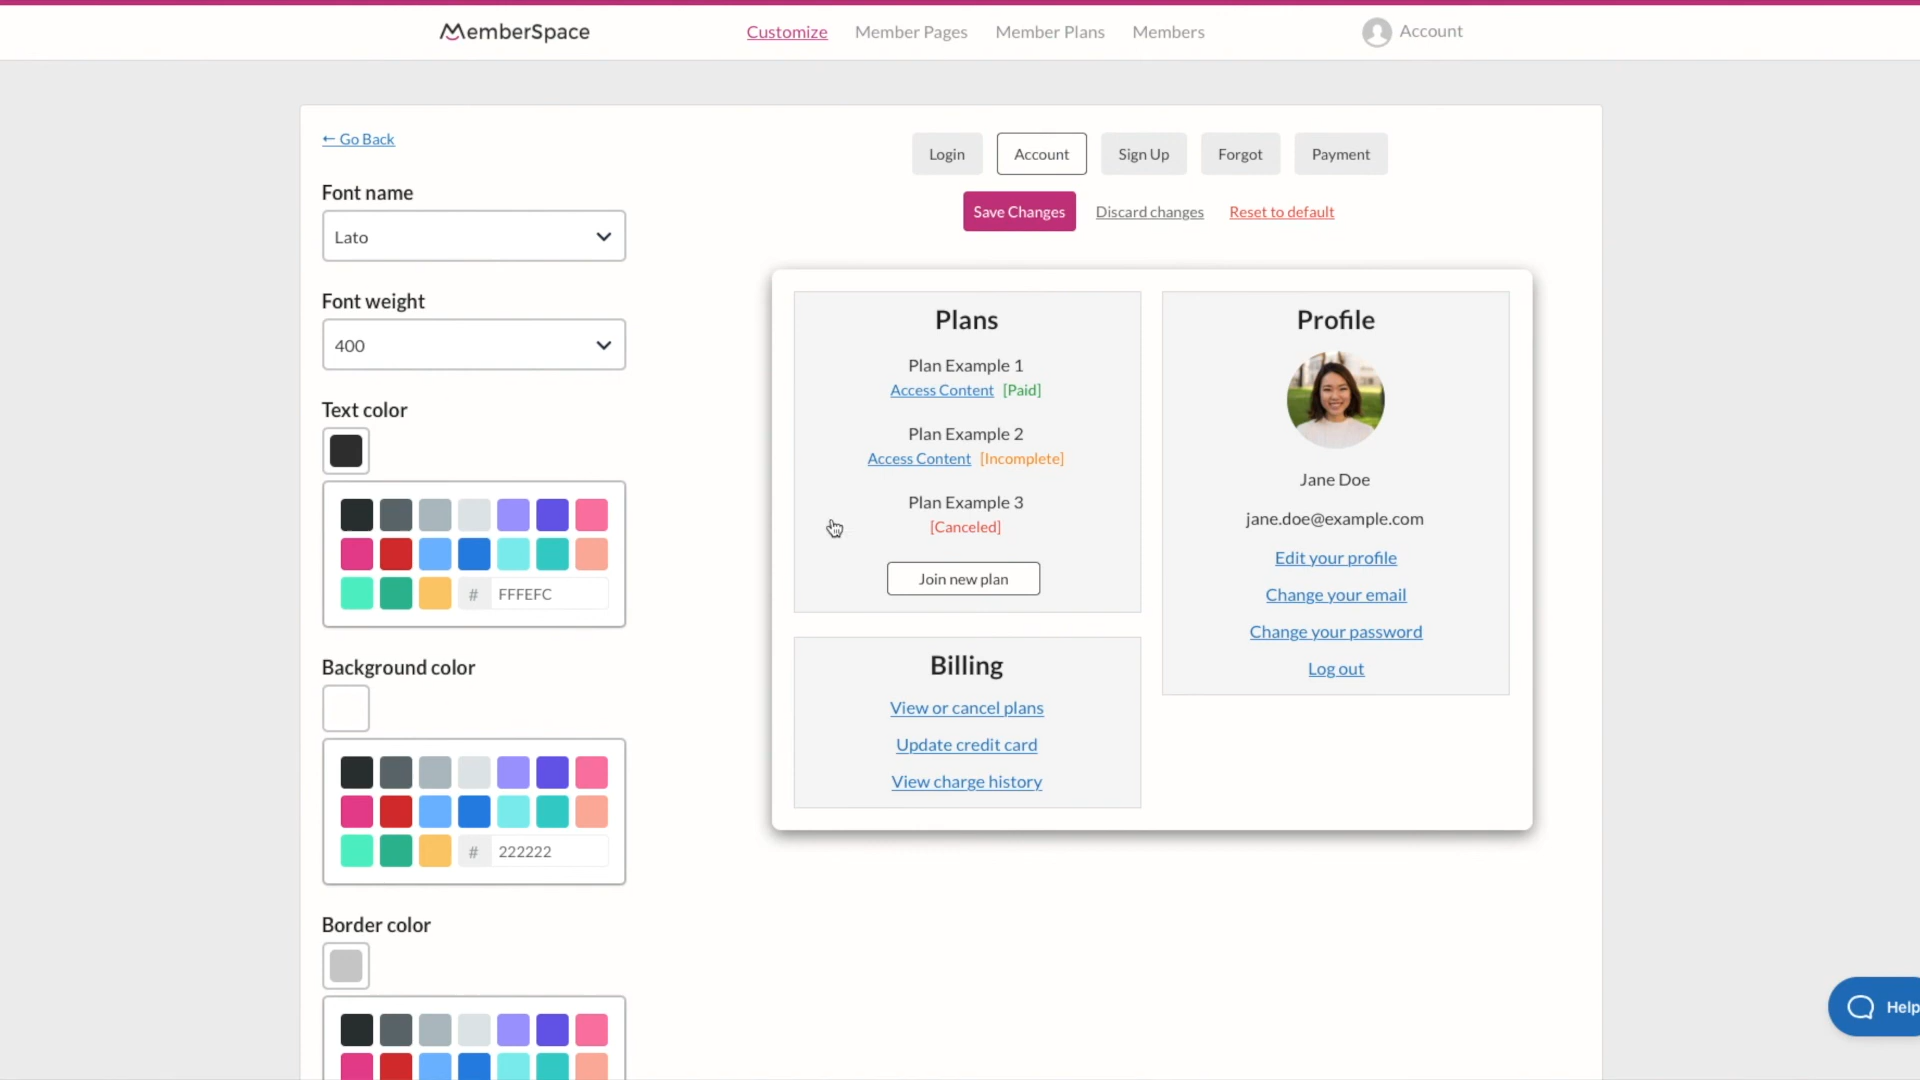 MemberSpace
Customize
Member Pages
Member Plans
Members
Account
← Go Back
Font name
Lato
Font weight
400
Text color
# FFFEFC
Background color
# 222222
Border color
Login
Account
Sign Up
Forgot
Payment
Save Changes
Discard changes
Reset to default
Plans
Plan Example 1
Access Content [Paid]
Plan Example 2
Access Content [Incomplete]
Plan Example 3
[Canceled]
Join new plan
Billing
View or cancel plans
Update credit card
View charge history
Profile
Jane Doe
jane.doe@example.com
Edit your profile
Change your email
Change your password
Log out
Help